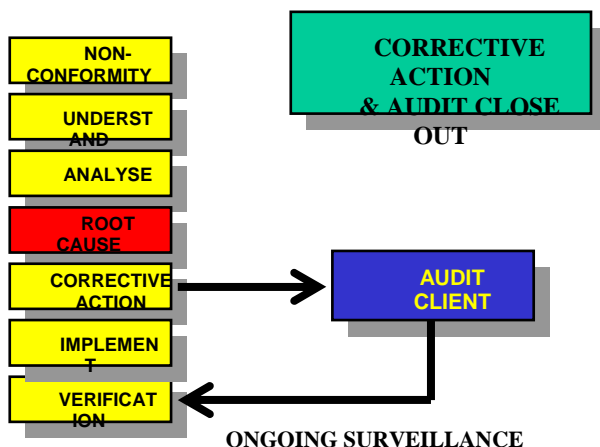 NON-
CONFORMITY
CORRECTIVE
ACTION
& AUDIT CLOSE
OUT
UNDERST
AND
ANALYSE
ROOT
CAUSE
CORRECTIVE
ACTION
AUDIT
CLIENT
IMPLEMEN
T
VERIFICAT
ION
ONGOING SURVEILLANCE